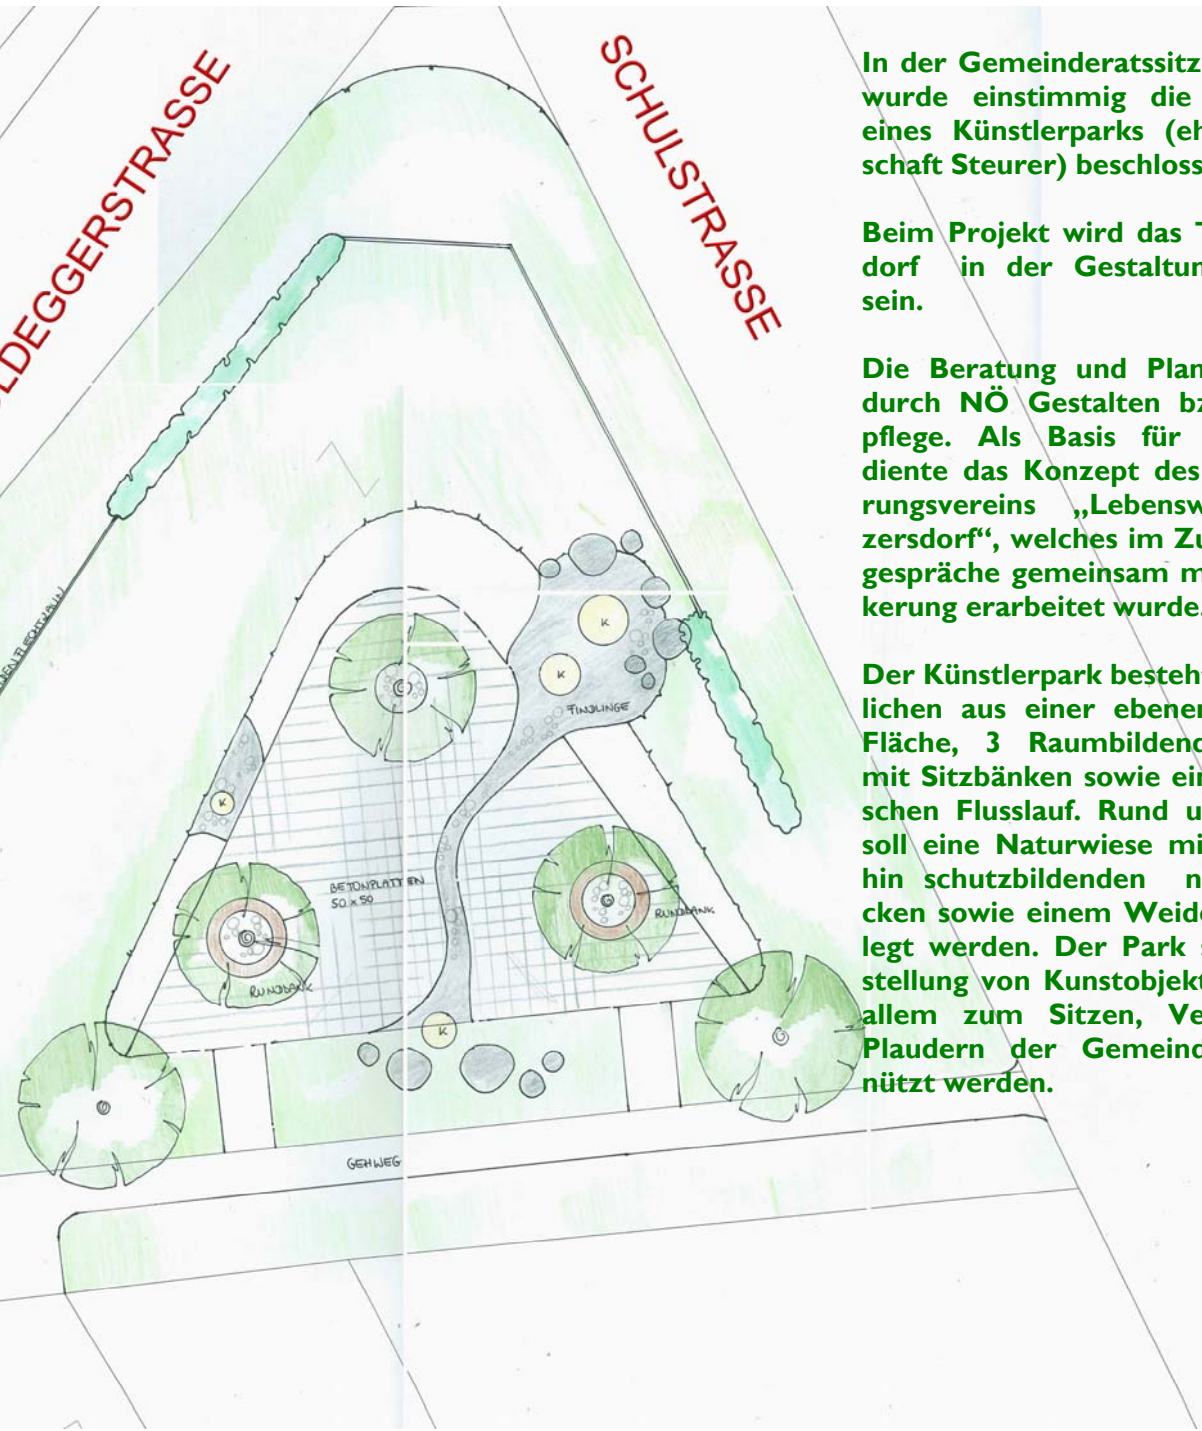 LDEGGERSTRASSE
SCHULSTRASSE
In der Gemeinderatssitz
wurde einstimmig die
eines Künstlerparks (eh
schaft Steurer) beschloss
Beim Projekt wird das T
dorf in der Gestaltun
sein.
Die Beratung und Plan
durch NÖ Gestalten bz
pflege. Als Basis für
diente das Konzept des
rungsvereins „Lebensw
zersdorf“, welches im Zu
gespräche gemeinsam m
kerung erarbeitet wurde.
Der Künstlerpark besteh
lichen aus einer ebener
Fläche, 3 Raumbildend
mit Sitzbänken sowie ein
schen Flusslauf. Rund u
soll eine Naturwiese mi
hin schutzbildenden n
cken sowie einem Weide
legt werden. Der Park s
stellung von Kunstobjekt
allem zum Sitzen, Ve
Plaudern der Gemeind
nützt werden.
DENFLECHTZAUN
K
K
FINDLINGE
K
BETONPLATTEN
50 x 50
RUNDBANK
RUNDBANK
K
GEHWEG